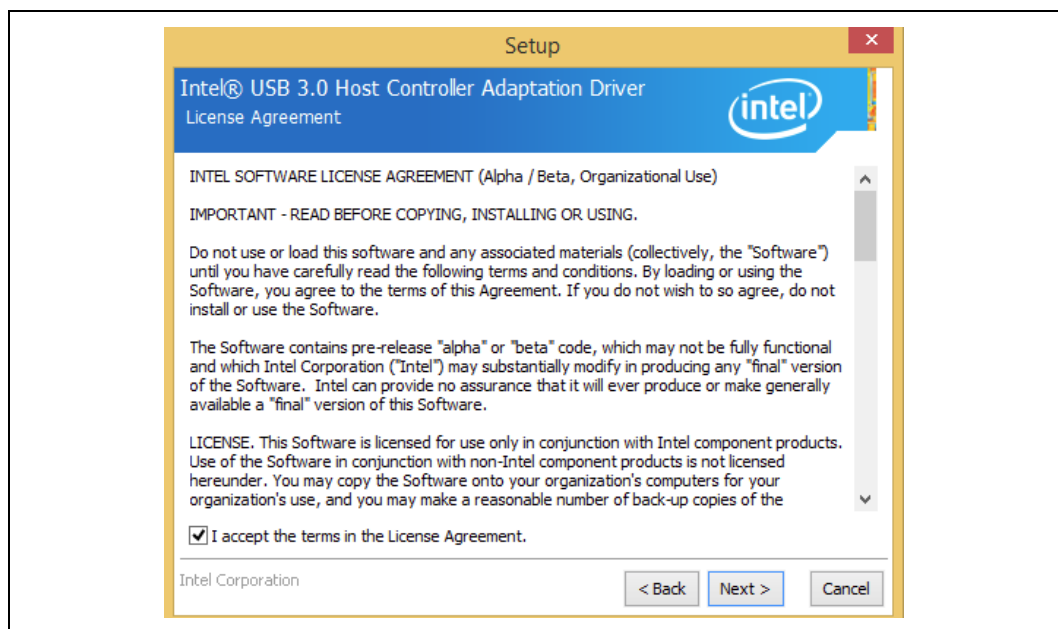 Setup
Intel® USB 3.0 Host Controller Adaptation Driver
License Agreement
intel
INTEL SOFTWARE LICENSE AGREEMENT (Alpha / Beta, Organizational Use)
IMPORTANT - READ BEFORE COPYING, INSTALLING OR USING.
Do not use or load this software and any associated materials (collectively, the "Software")
until you have carefully read the following terms and conditions. By loading or using the
Software, you agree to the terms of this Agreement. If you do not wish to so agree, do not
install or use the Software.
The Software contains pre-release "alpha" or "beta" code, which may not be fully functional
and which Intel Corporation ("Intel") may substantially modify in producing any "final" version
of the Software.  Intel can provide no assurance that it will ever produce or make generally
available a "final" version of this Software.
LICENSE. This Software is licensed for use only in conjunction with Intel component products.
Use of the Software in conjunction with non-Intel component products is not licensed
hereunder. You may copy the Software onto your organization's computers for your
organization's use, and you may make a reasonable number of back-up copies of the
I accept the terms in the License Agreement.
Intel Corporation
< Back Next > Cancel